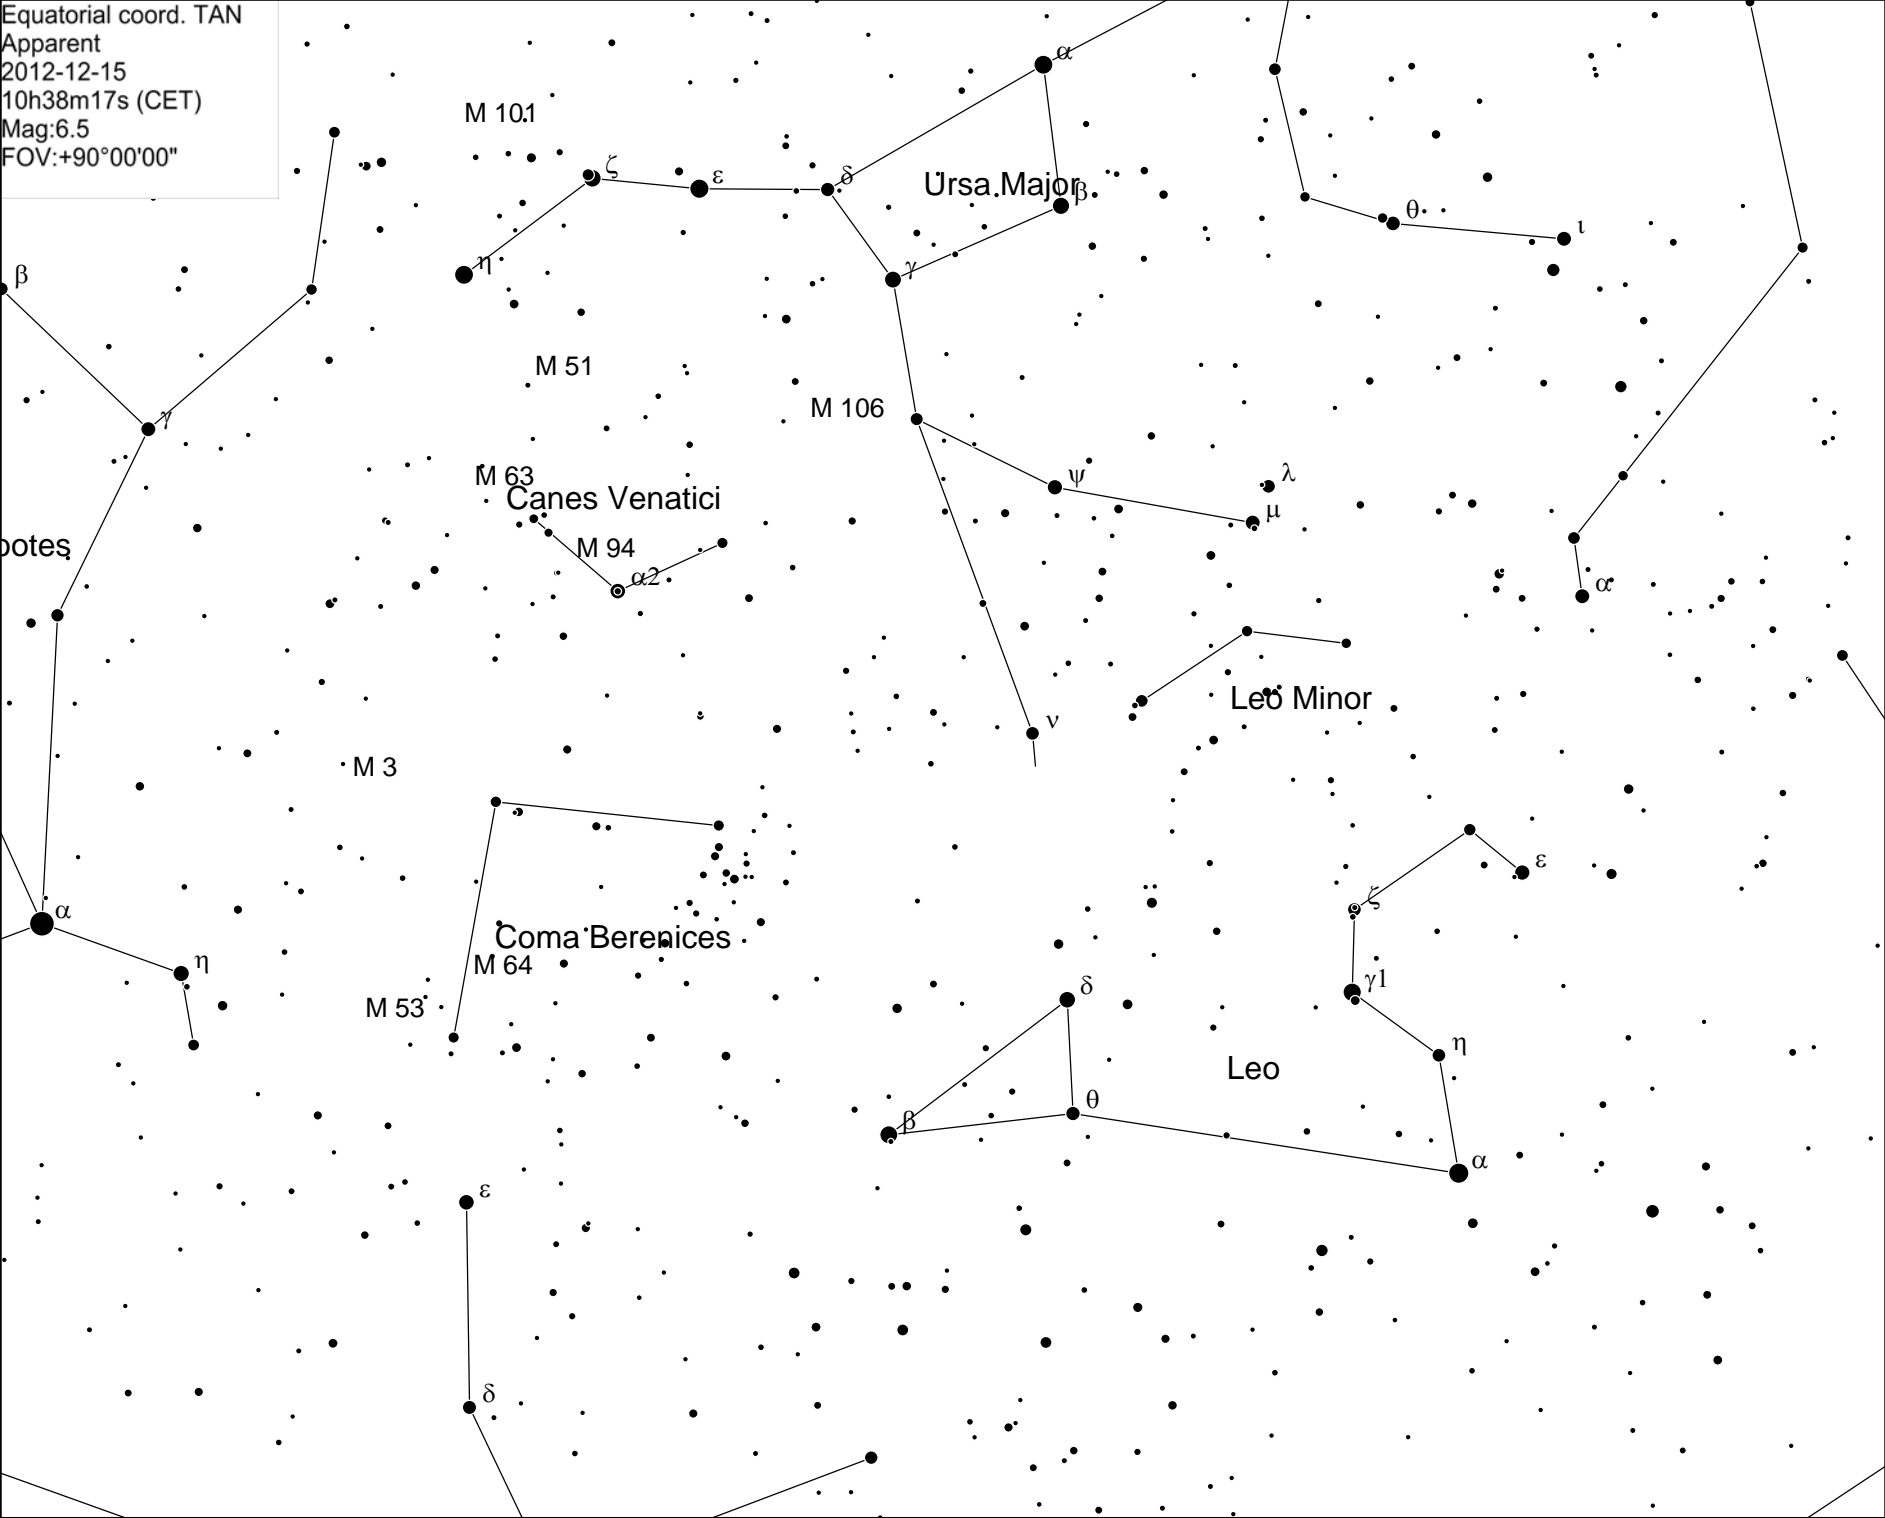 Equatorial coord. TAN
Apparent
2012-12-15
10h38m17s (CET)
Mag:6.5
FOV:+90°00'00"
α
M 101
ζ
ε
δ
Ursa Major
β
θ
ι
η
γ
β
M 51
M 106
γ
M 63
ψ
λ
Canes Venatici
μ
ootes
M 94
α2
α
Leo Minor
ν
M 3
ε
ζ
α
Coma Berenices
η
M 64
γ1
δ
M 53
η
Leo
θ
β
α
ε
δ